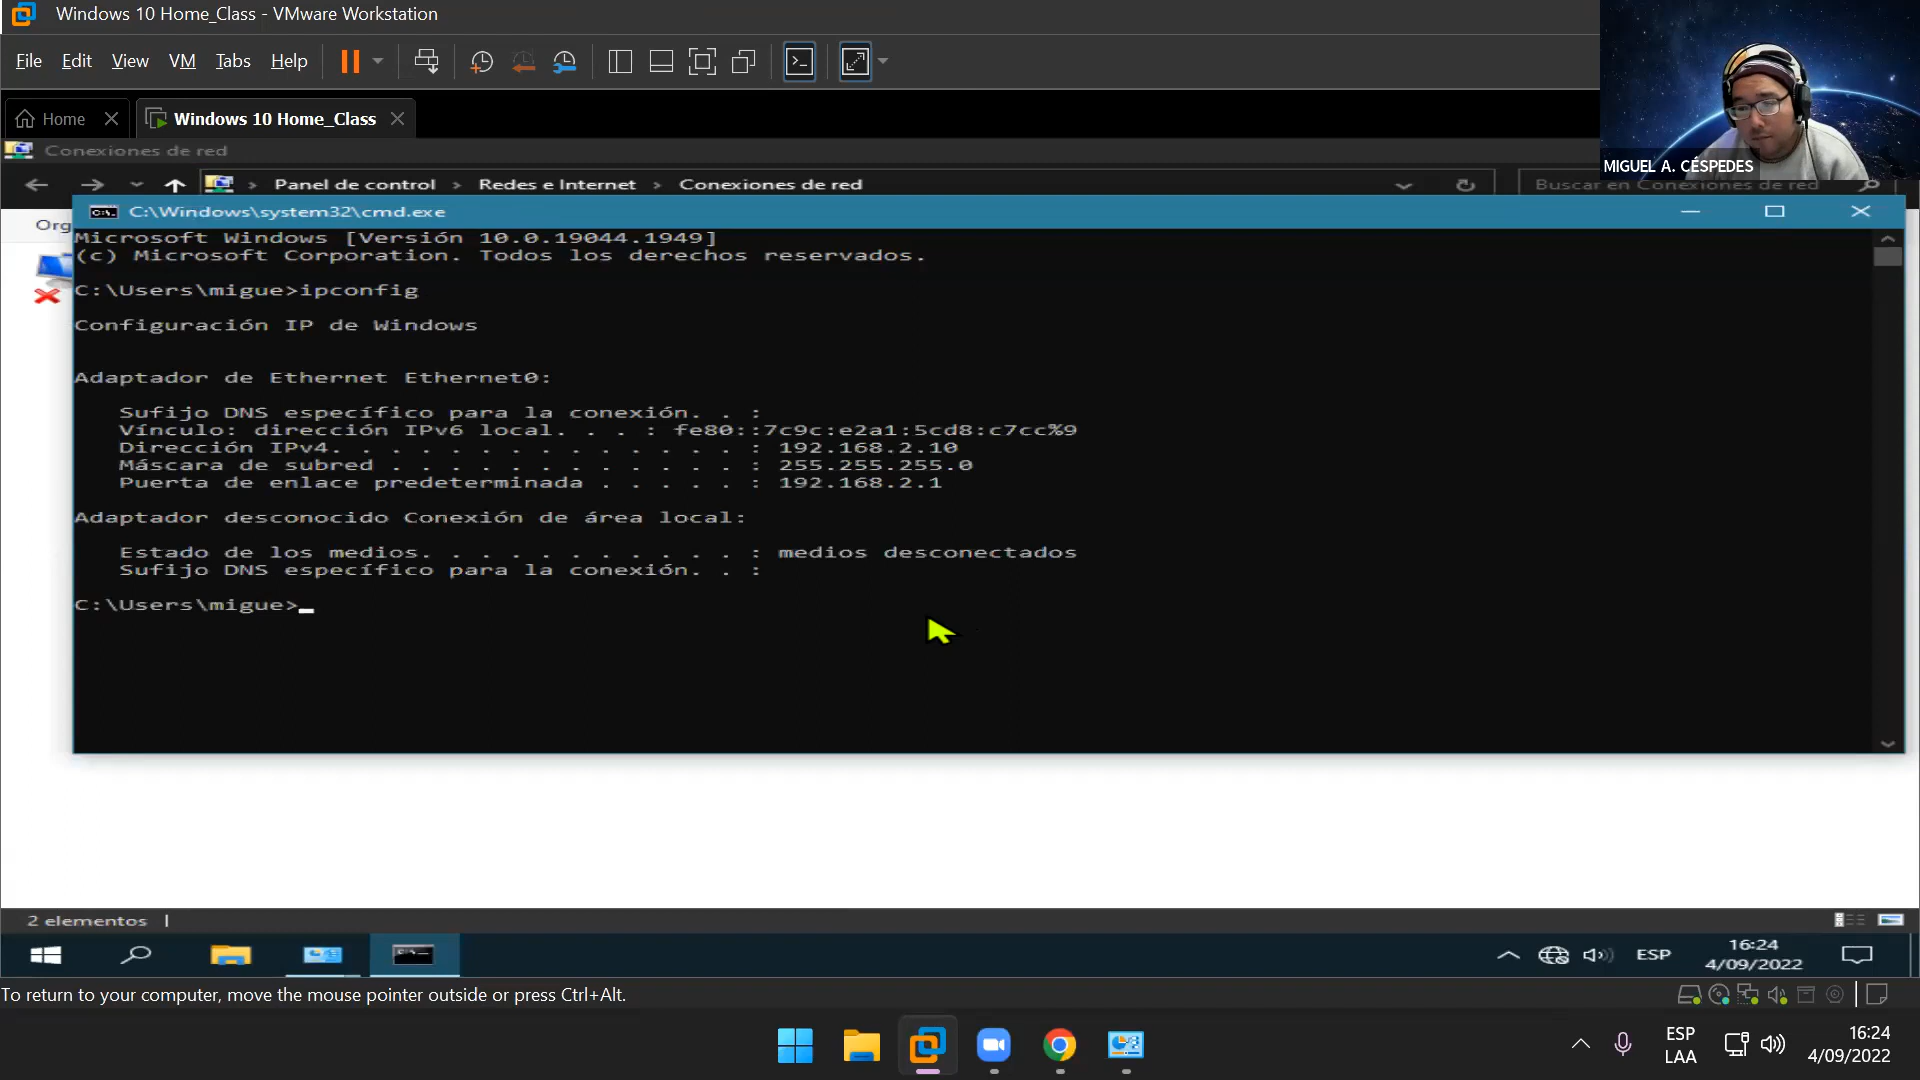 Windows 10 Home_Class - VMware Workstation
File Edit View VM Tabs Help
Home
Windows 10 Home_Class
MIGUEL A. CÉSPEDES
Conexiones de red
Panel de control > Redes e Internet > Conexiones de red
Buscar en Conexiones de red
Org
C:\Windows\system32\cmd.exe
Microsoft Windows [Versión 10.0.19044.1949]
(c) Microsoft Corporation. Todos los derechos reservados.
C:\Users\migue>ipconfig
Configuración IP de Windows
Adaptador de Ethernet Ethernet0:
Sufijo DNS específico para la conexión. . :
Vínculo: dirección IPv6 local. . . : fe80::7c9c:e2a1:5cd8:c7cc%9
Dirección IPv4. . . . . . . . . . . . . . : 192.168.2.10
Máscara de subred . . . . . . . . . . . . : 255.255.255.0
Puerta de enlace predeterminada . . . . . : 192.168.2.1
Adaptador desconocido Conexión de área local:
Estado de los medios. . . . . . . . . . . : medios desconectados
Sufijo DNS específico para la conexión. . :
C:\Users\migue>_
2 elementos
ESP
16:24
4/09/2022
To return to your computer, move the mouse pointer outside or press Ctrl+Alt.
ESP
LAA
16:24
4/09/2022